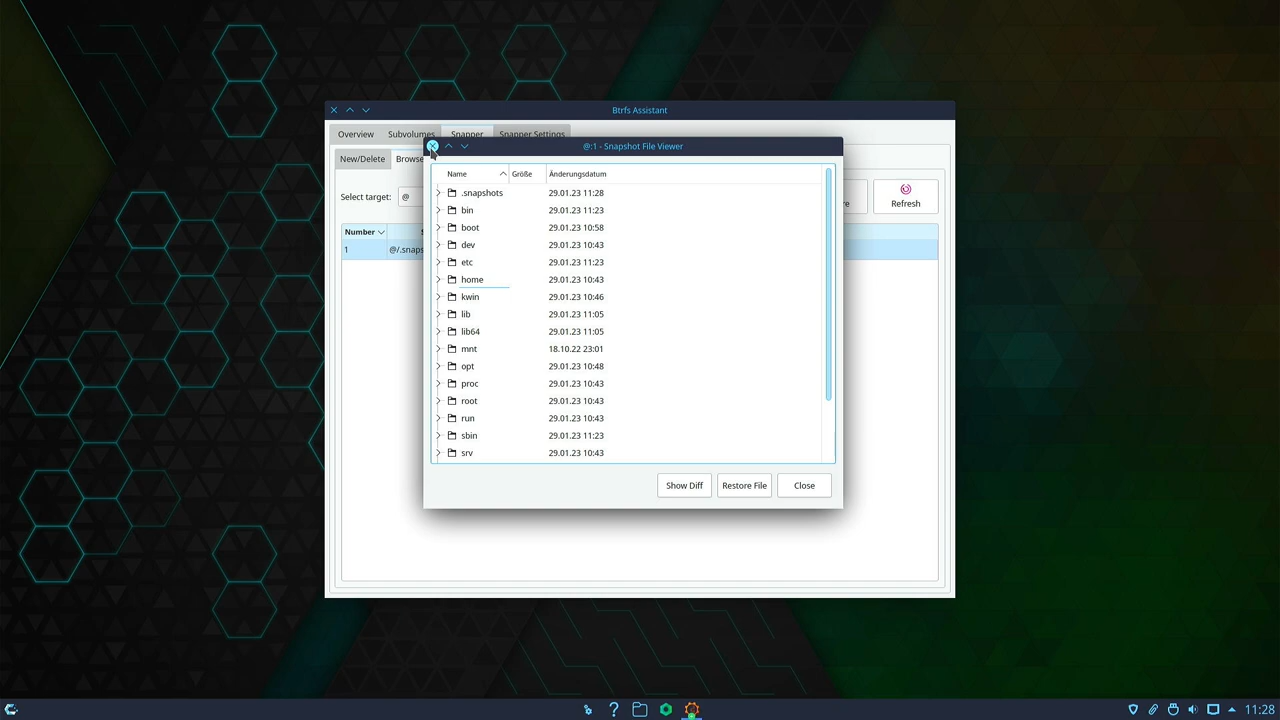 Btrfs Assistant
Overview Subvolumes Snapper Snapper Settings
@:1 - Snapshot File Viewer
New/Delete Browse
Name Größe Änderungsdatum
Select target: @
Refresh
.snapshots 29.01.23 11:28
bin 29.01.23 11:23
boot 29.01.23 10:58
Number
dev 29.01.23 10:43
1 @/.snaps
etc 29.01.23 11:23
home 29.01.23 10:43
kwin 29.01.23 10:46
lib 29.01.23 11:05
lib64 29.01.23 11:05
mnt 18.10.22 23:01
opt 29.01.23 10:48
proc 29.01.23 10:43
root 29.01.23 10:43
run 29.01.23 10:43
sbin 29.01.23 11:23
srv 29.01.23 10:43
Show Diff Restore File Close
11:28